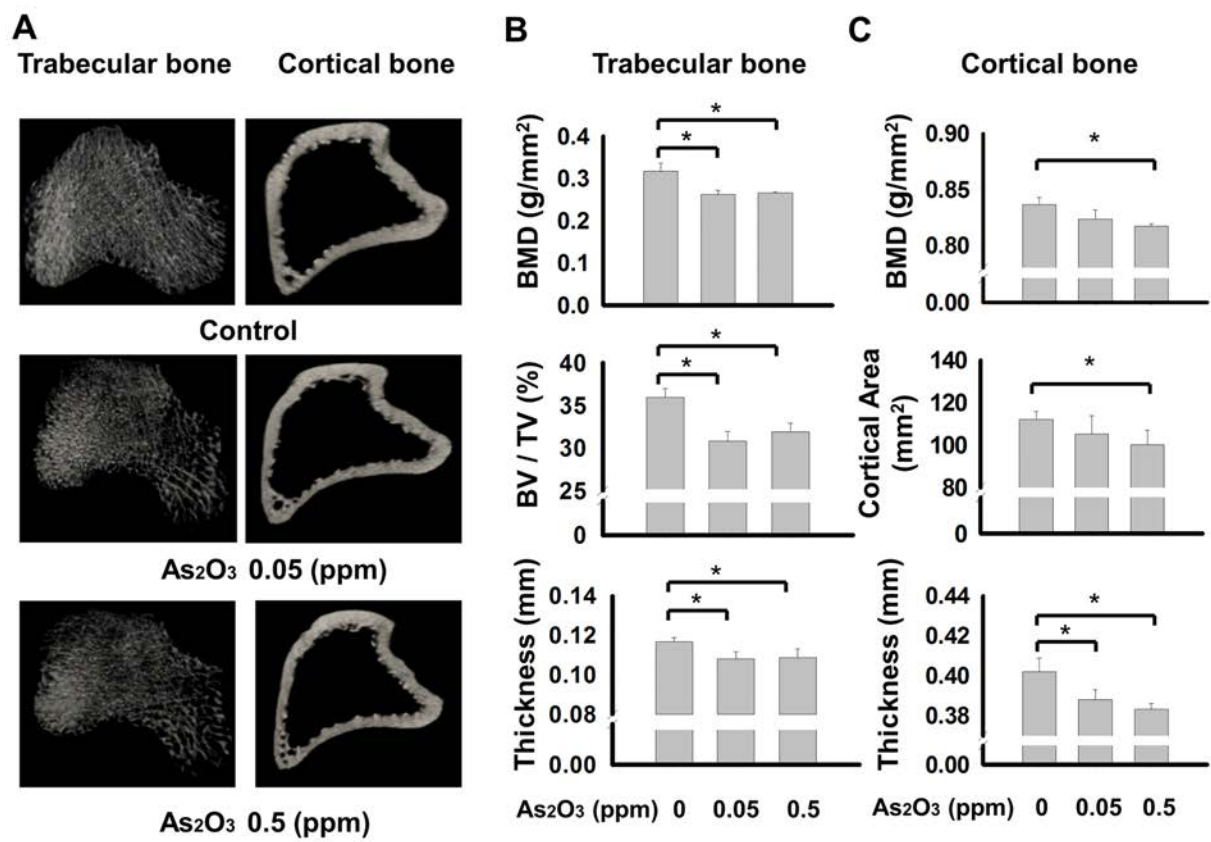 A
Trabecular bone
Cortical bone
Control
As₂O₃ 0.05 (ppm)
As₂O₃ 0.5 (ppm)
B
Trabecular bone
BMD (g/mm²)
0.4
0.3
0.2
0.1
0.0
*
*
BV / TV (%)
40
35
30
25
0
*
*
Thickness (mm)
0.14
0.12
0.10
0.08
0.00
*
*
As₂O₃ (ppm) 0 0.05 0.5
C
Cortical bone
BMD (g/mm²)
0.90
0.85
0.80
0.00
*
Cortical Area
(mm²)
140
120
100
80
0
*
Thickness (mm)
0.44
0.42
0.40
0.38
0.00
*
*
As₂O₃ (ppm) 0 0.05 0.5